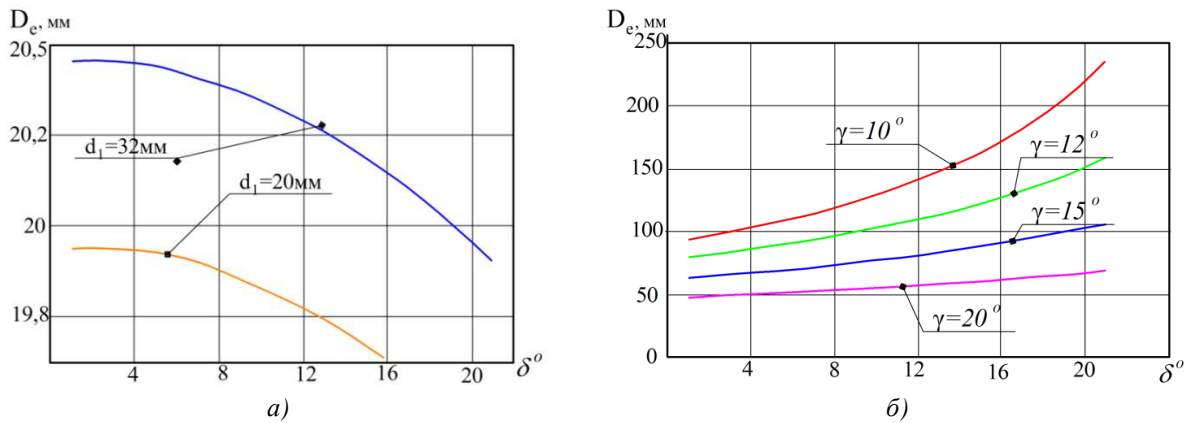 Dₑ, мм
20,5
20,2
20
19,8
d₁=32мм
d₁=20мм
4 8 12 16 20 δ°
а)
Dₑ, мм
250
200
150
100
50
0
γ=10°
γ=12°
γ=15°
γ=20°
4 8 12 16 20 δ°
б)